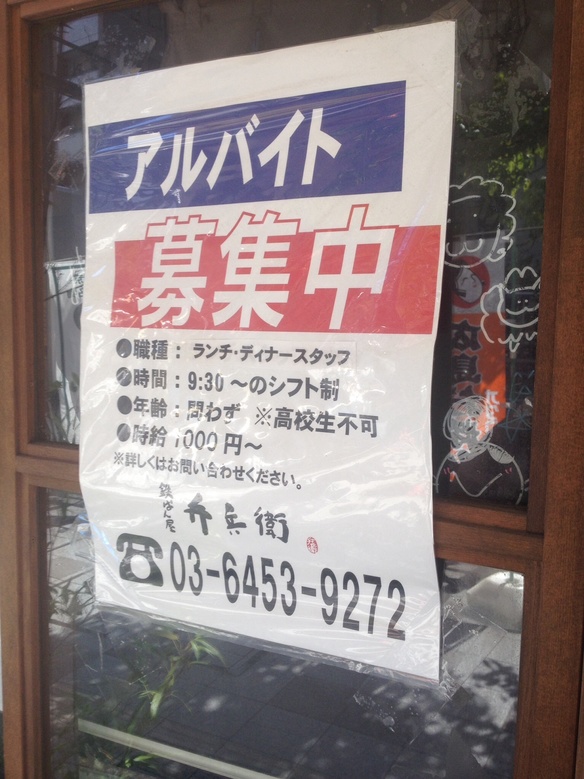 アルバイト
募集中
●職種：ランチ・ディナースタッフ
●時間：9:30～のシフト制
●年齢：問わず ※高校生不可
●時給1000円～
※詳しくはお問い合わせください。
鉄ぱん屋
弁兵衛
☎03-6453-9272